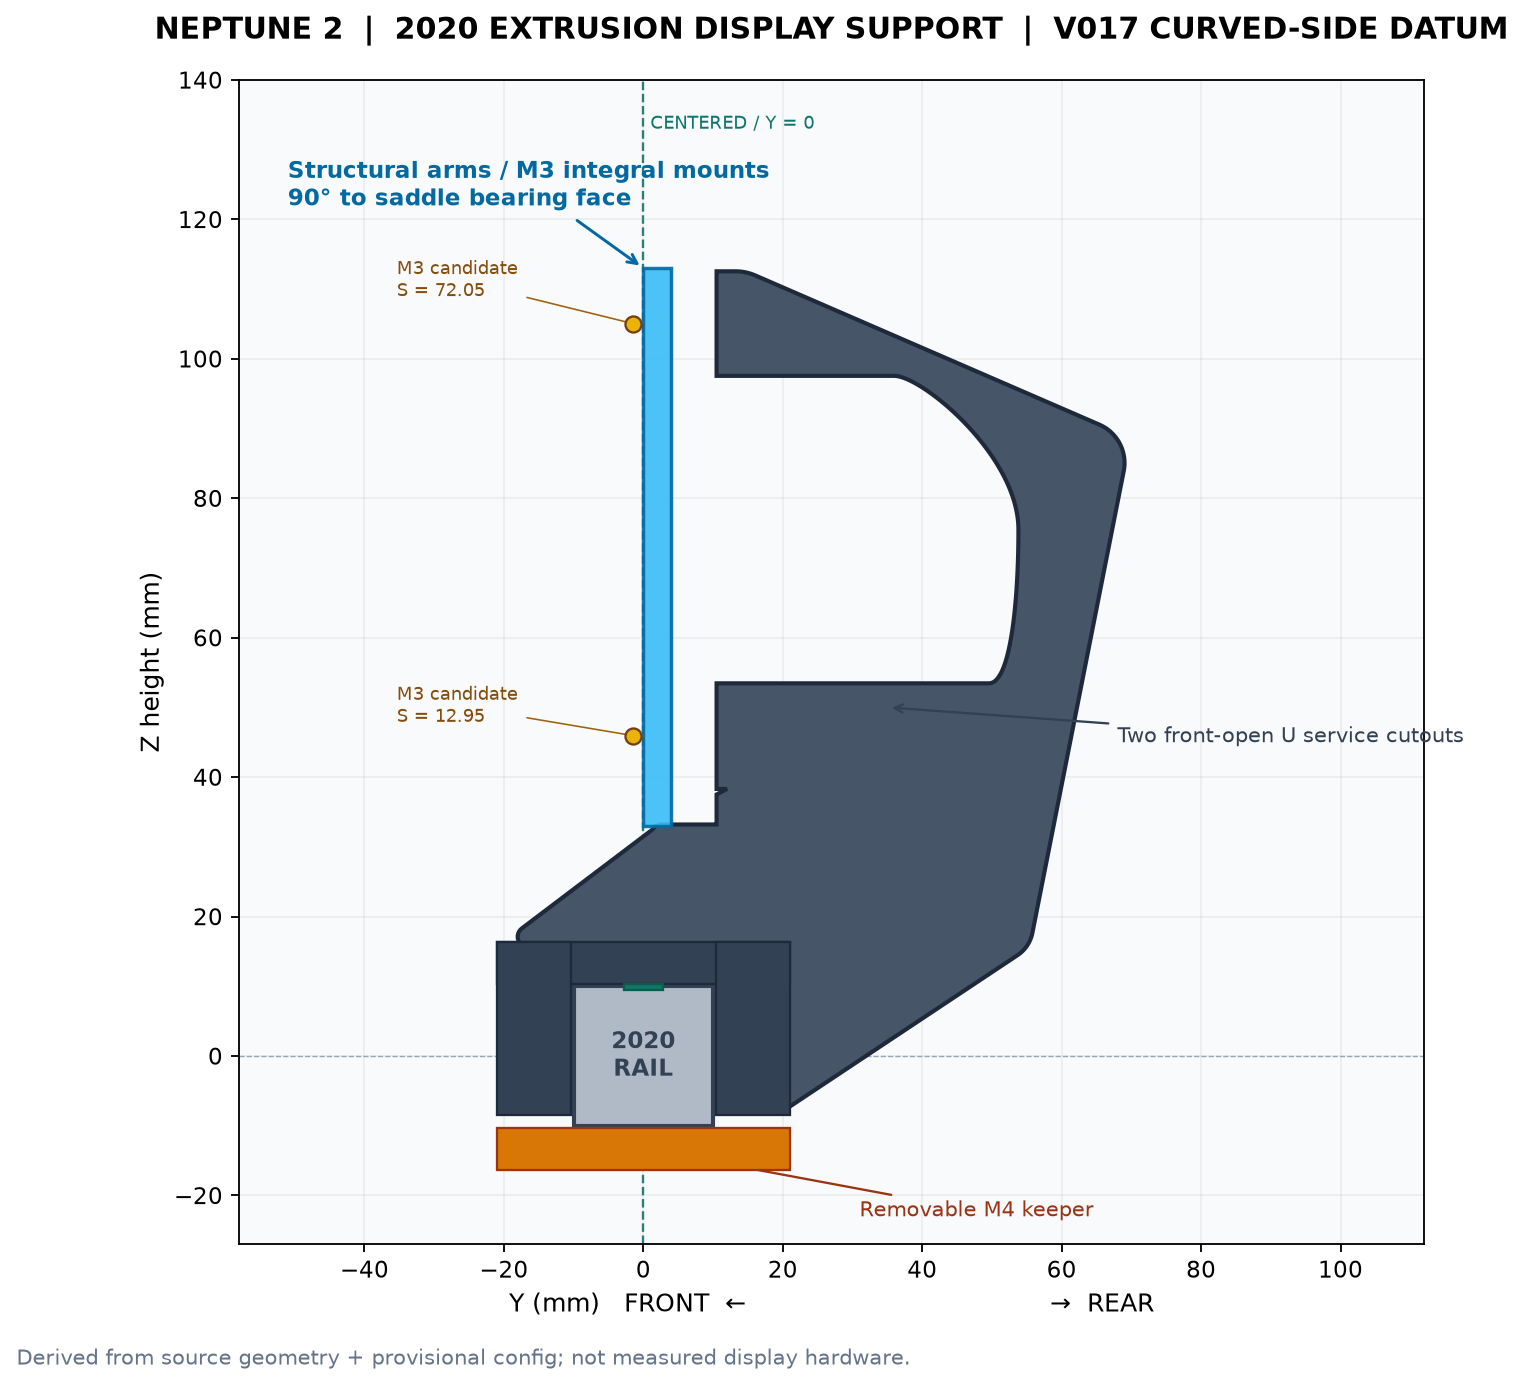 NEPTUNE 2 | 2020 EXTRUSION DISPLAY SUPPORT | V017 CURVED-SIDE DATUM
140
CENTERED / Y = 0
Structural arms / M3 integral mounts
90° to saddle bearing face
120
M3 candidate
S = 72.05
100
80
Z height (mm)
60
M3 candidate
S = 12.95
Two front-open U service cutouts
40
20
2020
RAIL
0
−20
Removable M4 keeper
−40
−20
0
20
40
60
80
100
Y (mm) FRONT ←
→ REAR
Derived from source geometry + provisional config; not measured display hardware.